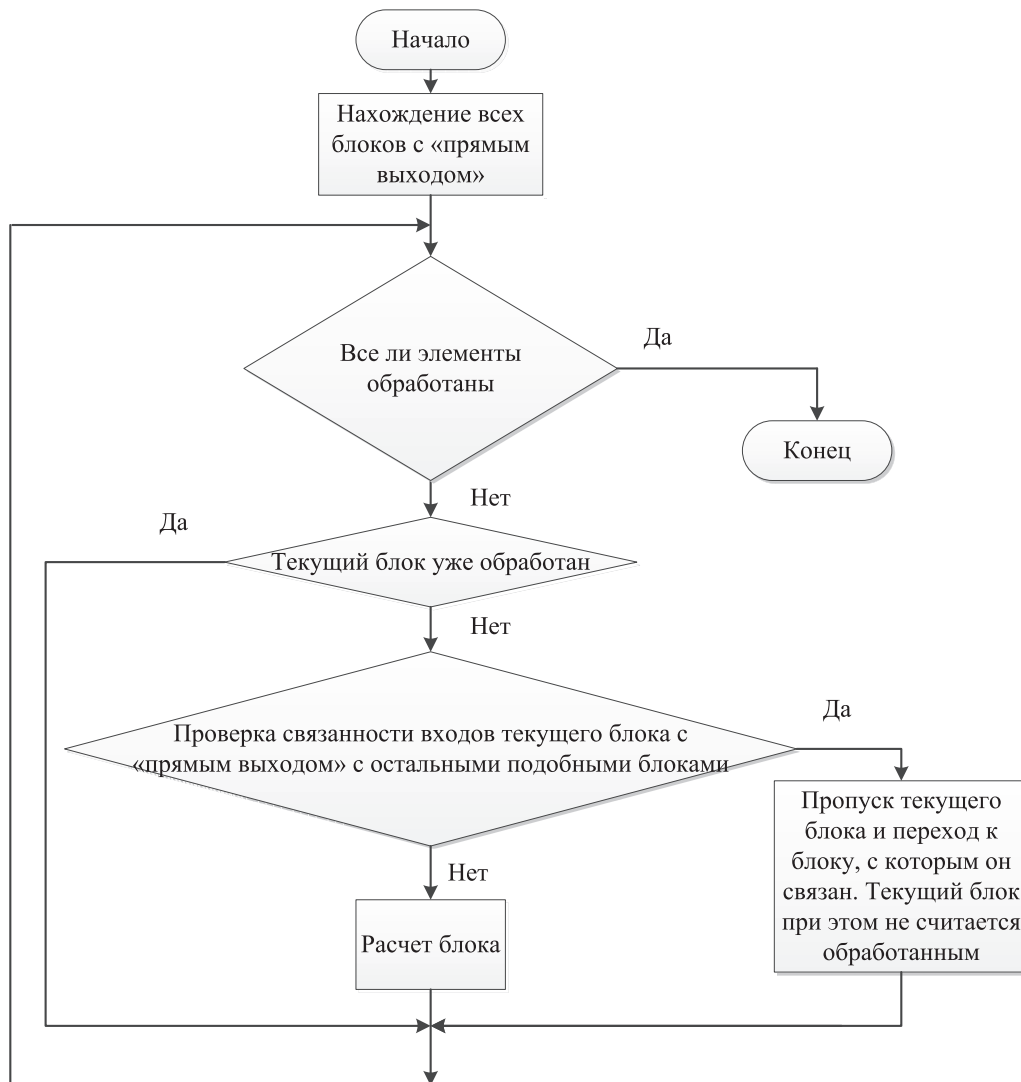 Начало
Нахождение всех
блоков с «прямым
выходом»
Все ли элементы
обработаны
Да
Конец
Нет
Да
Текущий блок уже обработан
Нет
Проверка связанности входов текущего блока с
«прямым выходом» с остальными подобными блоками
Да
Пропуск текущего
блока и переход к
блоку, с которым он
связан. Текущий блок
при этом не считается
обработанным
Нет
Расчет блока